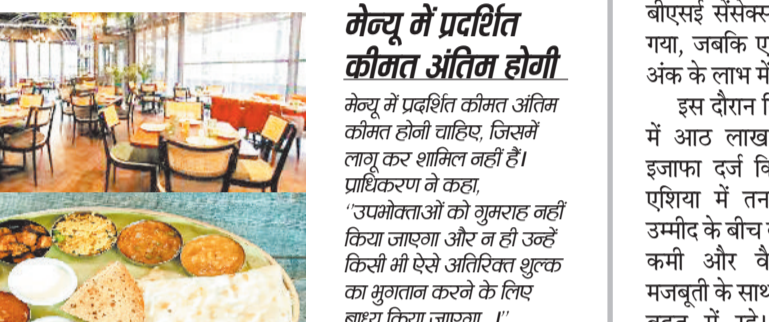 मेन्यू में प्रदर्शित
कीमत अंतिम होगी
मेन्यू में प्रदर्शित कीमत अंतिम
कीमत होनी चाहिए, जिसमें
लागू कर शामिल नहीं हैं।
प्राधिकरण ने कहा,
‘‘उपभोक्ताओं को गुमराह नहीं
किया जाएगा और न ही उन्हें
किसी भी ऐसे अतिरिक्त शुल्क
का भुगतान करने के लिए
बाध्य किया जाएगा...।’’
बीएसई सेंसेक्स
गया, जबकि
अंक के लाभ में
इस दौरान
में आठ लाख
इजाफा दर्ज
एशिया में
उम्मीद के बीच
कमी और
मजबूती के साथ